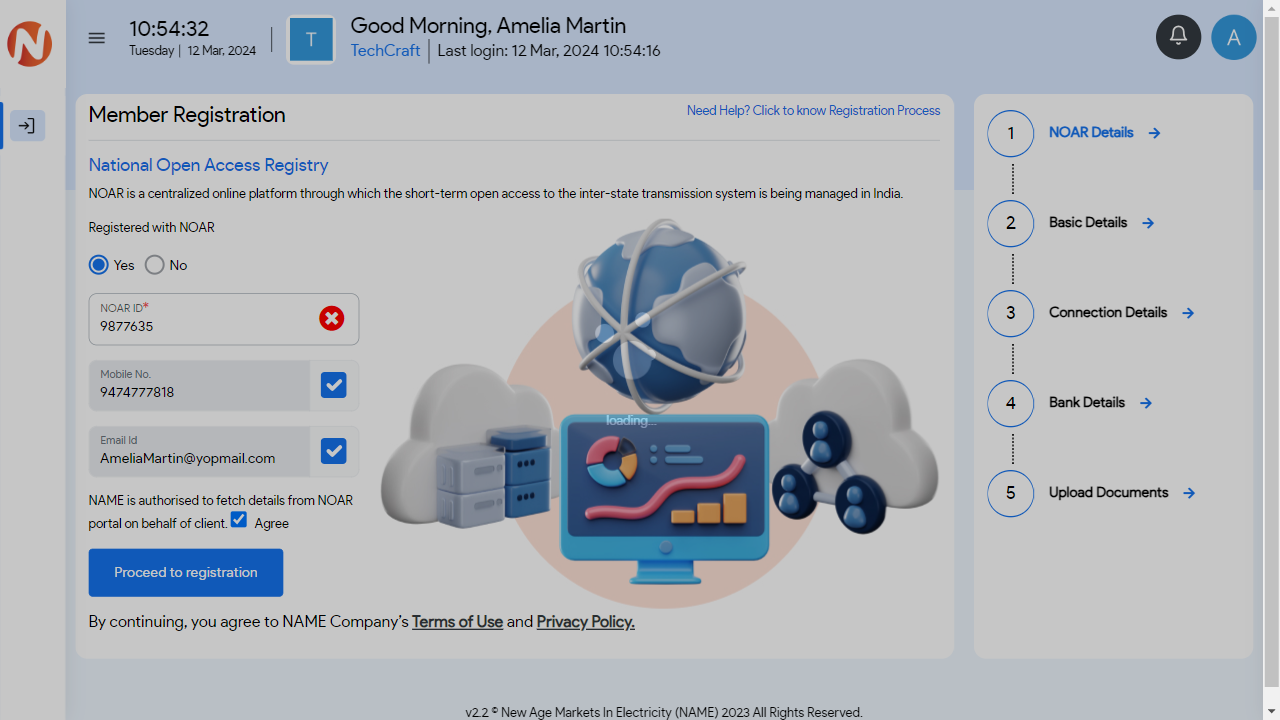 10:54:32
Tuesday | 12 Mar, 2024
T
Good Morning, Amelia Martin
TechCraft
Last login: 12 Mar, 2024 10:54:16
A
Member Registration
Need Help? Click to know Registration Process
National Open Access Registry
NOAR is a centralized online platform through which the short-term open access to the inter-state transmission system is being managed in India.
Registered with NOAR
Yes
No
NOAR ID*
9877635
Mobile No.
9474777818
Email Id
AmeliaMartin@yopmail.com
NAME is authorised to fetch details from NOAR
portal on behalf of client. Agree
Proceed to registration
By continuing, you agree to NAME Company's Terms of Use and Privacy Policy.
loading...
1 NOAR Details
2 Basic Details
3 Connection Details
4 Bank Details
5 Upload Documents
v2.2 © New Age Markets In Electricity (NAME) 2023 All Rights Reserved.